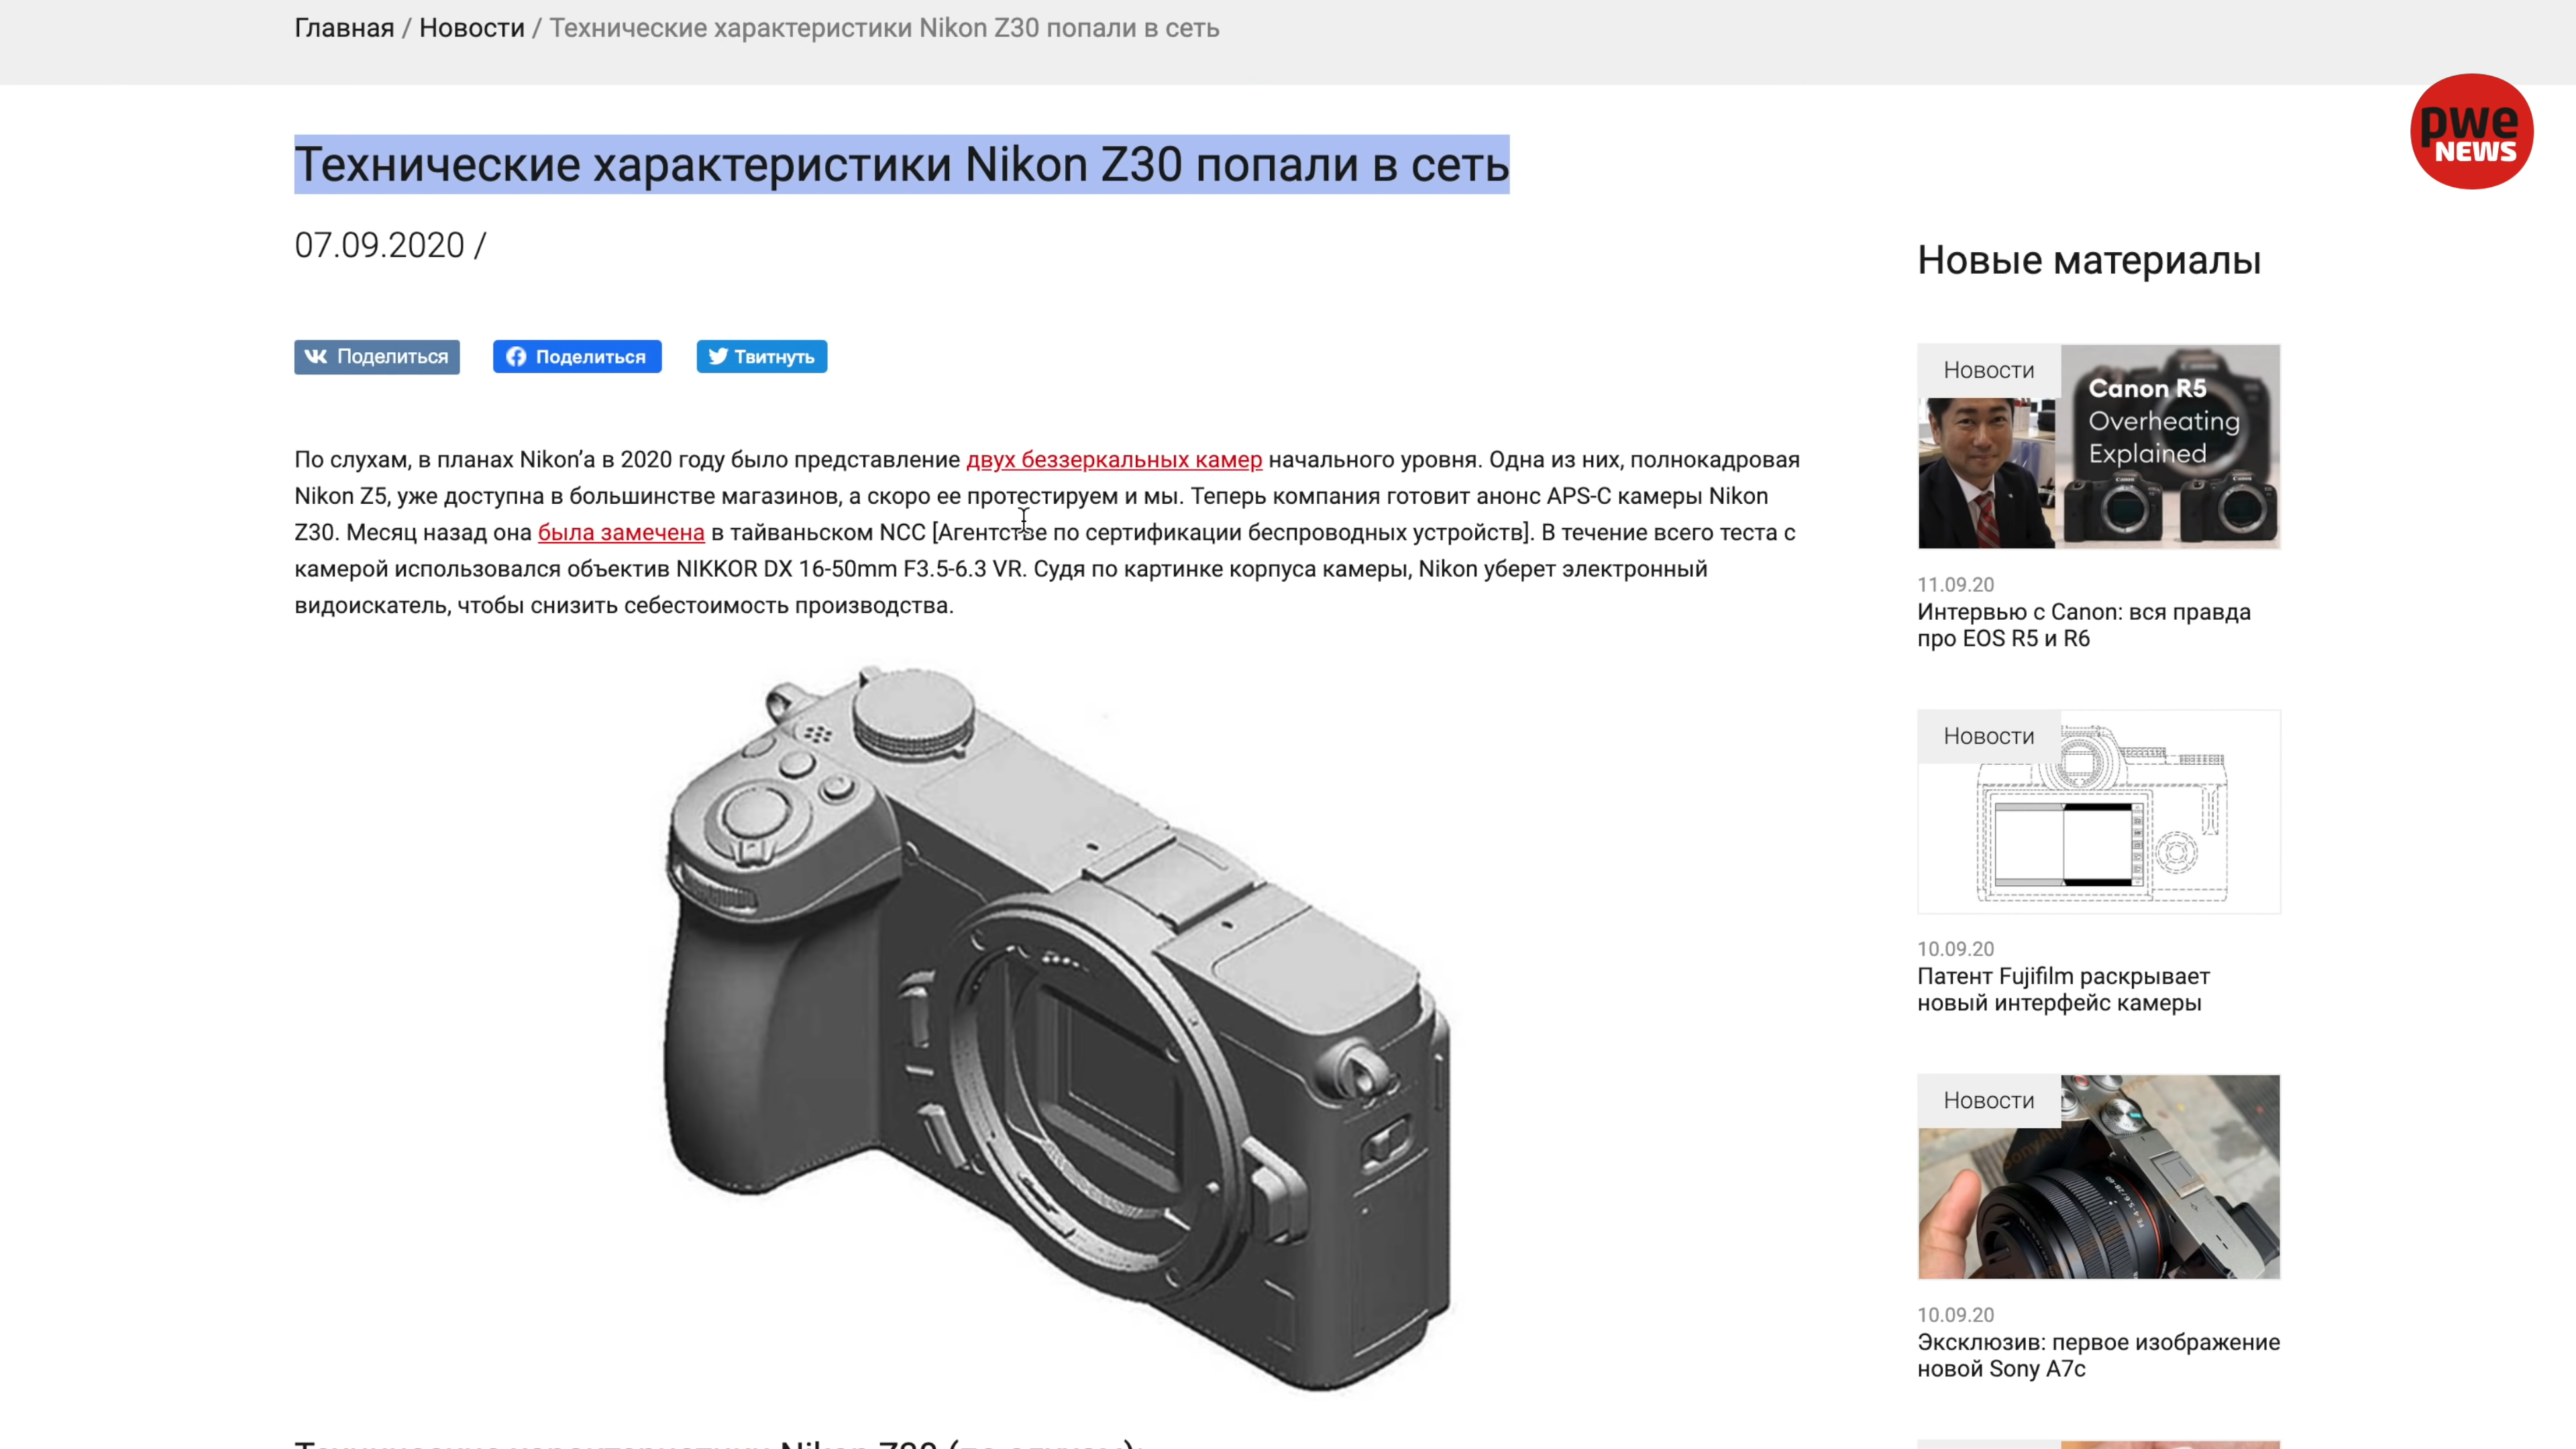 Главная / Новости / Технические характеристики Nikon Z30 попали в сеть
pwe
NEWS
Технические характеристики Nikon Z30 попали в сеть
07.09.2020 /
Поделиться
Поделиться
Твитнуть
По слухам, в планах Nikon’а в 2020 году было представление двух беззеркальных камер начального уровня. Одна из них, полнокадровая
Nikon Z5, уже доступна в большинстве магазинов, а скоро ее протестируем и мы. Теперь компания готовит анонс APS-C камеры Nikon
Z30. Месяц назад она была замечена в тайваньском NCC [Агентстве по сертификации беспроводных устройств]. В течение всего теста с
камерой использовался объектив NIKKOR DX 16-50mm F3.5-6.3 VR. Судя по картинке корпуса камеры, Nikon уберет электронный
видоискатель, чтобы снизить себестоимость производства.
Технические характеристики Nikon Z30 (по слухам):
Новые материалы
Новости
Canon R5
Overheating
Explained
11.09.20
Интервью с Canon: вся правда
про EOS R5 и R6
Новости
10.09.20
Патент Fujifilm раскрывает
новый интерфейс камеры
Новости
10.09.20
Эксклюзив: первое изображение
новой Sony A7c